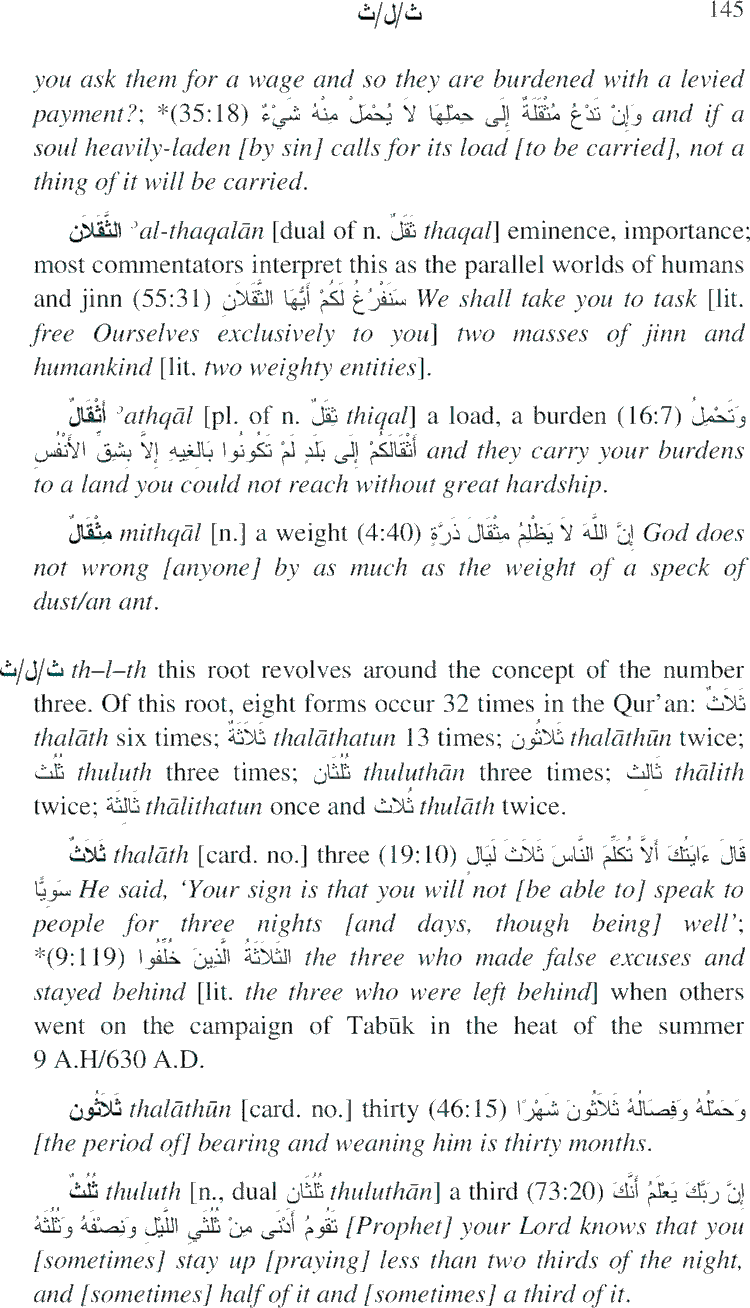 ث/ل/ث 145
you ask them for a wage and so they are burdened with a levied
payment?; *(35:18) وَإِنْ تَدْعُ مُثْقَلَةٌ إِلَى حِمْلِهَا لاَ يُحْمَلْ مِنْهُ شَيْءٌ and if a
soul heavily-laden [by sin] calls for its load [to be carried], not a
thing of it will be carried.
الثَّقَلاَن ʾal-thaqalān [dual of n. ثَقَلٌ thaqal] eminence, importance;
most commentators interpret this as the parallel worlds of humans
and jinn (55:31) سَنَفْرُغُ لَكُمْ أَيُّهَا الثَّقَلاَنِ We shall take you to task [lit.
free Ourselves exclusively to you] two masses of jinn and
humankind [lit. two weighty entities].
أَثْقَالٌ ʾathqāl [pl. of n. ثِقَلٌ thiqal] a load, a burden (16:7) وَتَحْمِلُ
أَثْقَالَكُمْ إِلَى بَلَدٍ لَمْ تَكُونُوا بَالِغِيهِ إِلاَّ بِشِقِّ الأَنْفُسِ and they carry your burdens
to a land you could not reach without great hardship.
مِثْقَالٌ mithqāl [n.] a weight (4:40) إِنَّ اللَّهَ لاَ يَظْلِمُ مِثْقَالَ ذَرَّةٍ God does
not wrong [anyone] by as much as the weight of a speck of
dust/an ant.
ث/ل/ث th–l–th this root revolves around the concept of the number
three. Of this root, eight forms occur 32 times in the Qur’an: ثَلاَثٌ
thalāth six times; ثَلاَثَةٌ thalāthatun 13 times; ثَلاَثُون thalāthūn twice;
ثُلُث thuluth three times; ثُلُثَان thuluthān three times; ثَالِث thālith
twice; ثَالِثَة thālithatun once and ثُلاث thulāth twice.
ثَلاَثٌ thalāth [card. no.] three (19:10) قَالَ ءَايَتُكَ أَلاَّ تُكَلِّمَ النَّاسَ ثَلاَثَ لَيَالٍ
سَوِيًّا He said, ‘Your sign is that you will not [be able to] speak to
people for three nights [and days, though being] well’;
*(9:119) الثَّلاَثَةُ الَّذِينَ خُلِّفُوا the three who made false excuses and
stayed behind [lit. the three who were left behind] when others
went on the campaign of Tabūk in the heat of the summer
9 A.H/630 A.D.
ثَلاَثُون thalāthūn [card. no.] thirty (46:15) وَحَمْلُهُ وَفِصَالُهُ ثَلاَثُونَ شَهْرًا
[the period of] bearing and weaning him is thirty months.
ثُلُثٌ thuluth [n., dual ثُلُثَان thuluthān] a third (73:20) إِنَّ رَبَّكَ يَعْلَمُ أَنَّكَ
تَقُومُ أَدْنَى مِنْ ثُلُثَيِ اللَّيْلِ وَنِصْفَهُ وَثُلُثَهُ [Prophet] your Lord knows that you
[sometimes] stay up [praying] less than two thirds of the night,
and [sometimes] half of it and [sometimes] a third of it.